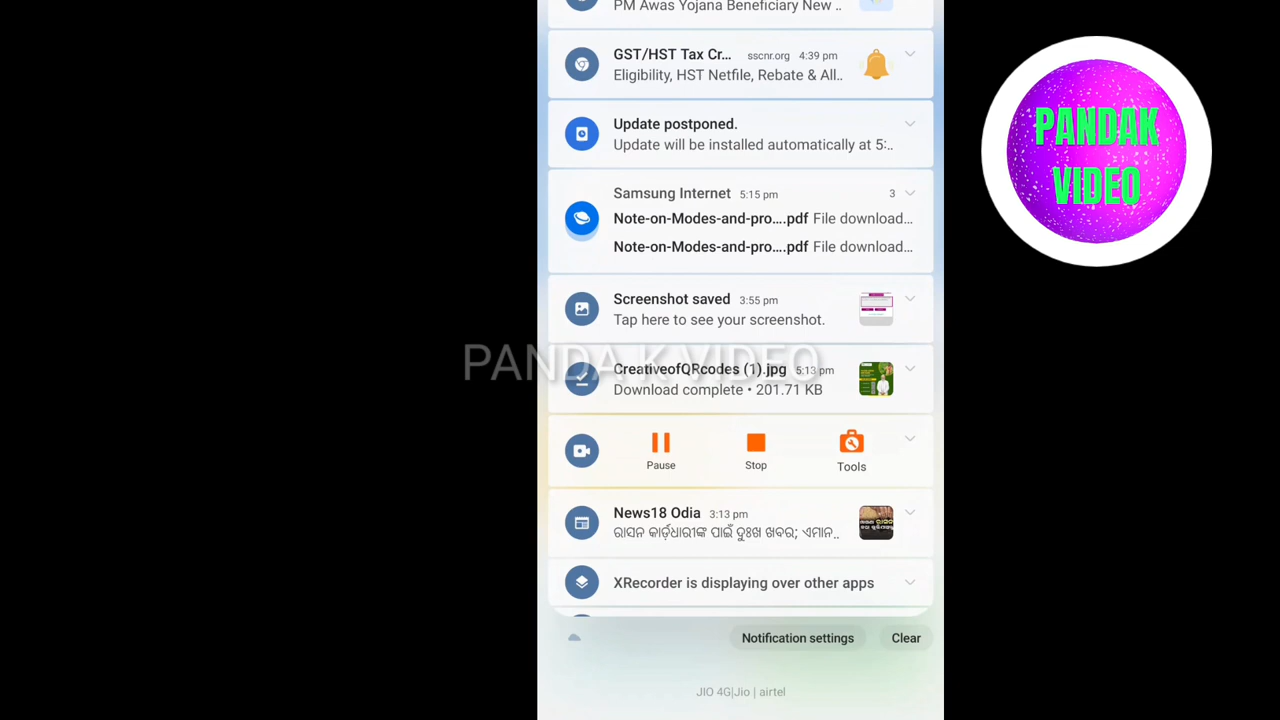 PM Awas Yojana Beneficiary New ..
GST/HST Tax Cr... sscnr.org 4:39 pm
Eligibility, HST Netfile, Rebate & All..
Update postponed.
Update will be installed automatically at 5:..
Samsung Internet 5:15 pm 3
Note-on-Modes-and-pro....pdf File download...
Note-on-Modes-and-pro....pdf File download...
Screenshot saved 3:55 pm
Tap here to see your screenshot.
CreativeofQRcodes (1).jpg 5:13 pm
Download complete • 201.71 KB
Pause Stop Tools
News18 Odia 3:13 pm
ରାସନ କାର୍ଡ଼ଧାରୀଙ୍କ ପାଇଁ ଦୁଃଖ ଖବର; ଏମାନ..
XRecorder is displaying over other apps
Notification settings Clear
JIO 4G|Jio | airtel
PANDA K VIDEO
PANDAK
VIDEO